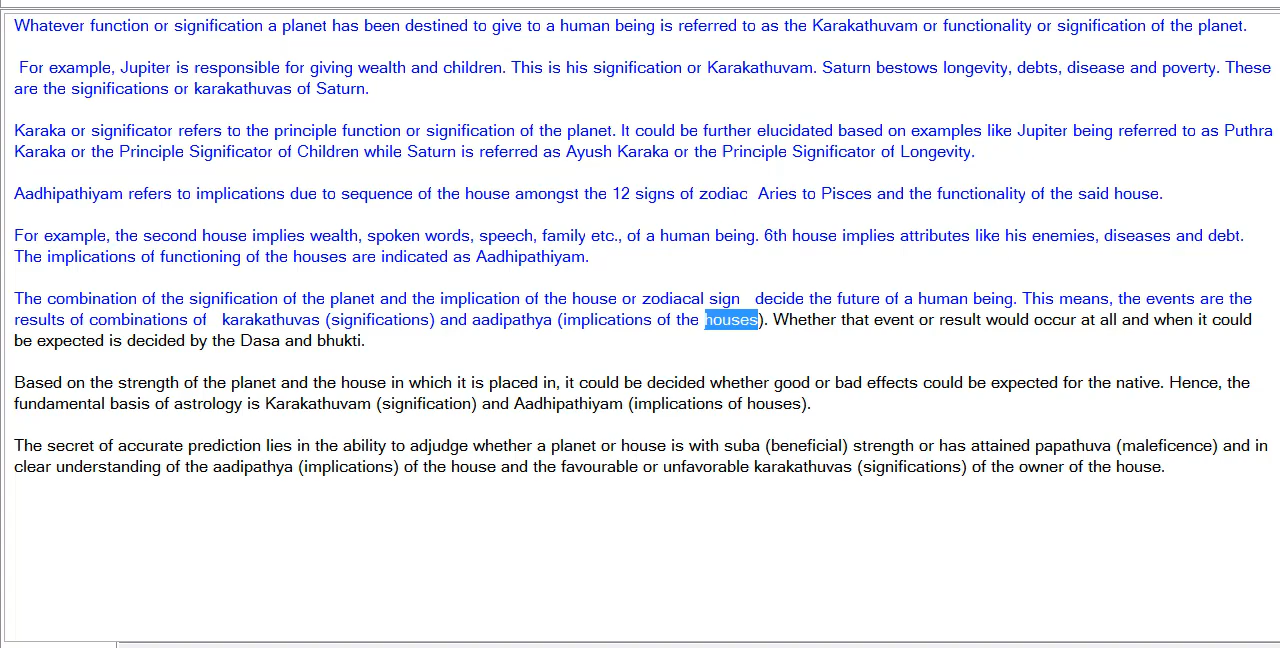 Whatever function or signification a planet has been destined to give to a human being is referred to as the Karakathuvam or functionality or signification of the planet.
For example, Jupiter is responsible for giving wealth and children. This is his signification or Karakathuvam. Saturn bestows longevity, debts, disease and poverty. These
are the significations or karakathuvas of Saturn.
Karaka or significator refers to the principle function or signification of the planet. It could be further elucidated based on examples like Jupiter being referred to as Puthra
Karaka or the Principle Significator of Children while Saturn is referred as Ayush Karaka or the Principle Significator of Longevity.
Aadhipathiyam refers to implications due to sequence of the house amongst the 12 signs of zodiac  Aries to Pisces and the functionality of the said house.
For example, the second house implies wealth, spoken words, speech, family etc., of a human being. 6th house implies attributes like his enemies, diseases and debt.
The implications of functioning of the houses are indicated as Aadhipathiyam.
The combination of the signification of the planet and the implication of the house or zodiacal sign   decide the future of a human being. This means, the events are the
results of combinations of   karakathuvas (significations) and aadipathya (implications of the houses). Whether that event or result would occur at all and when it could
be expected is decided by the Dasa and bhukti.
Based on the strength of the planet and the house in which it is placed in, it could be decided whether good or bad effects could be expected for the native. Hence, the
fundamental basis of astrology is Karakathuvam (signification) and Aadhipathiyam (implications of houses).
The secret of accurate prediction lies in the ability to adjudge whether a planet or house is with suba (beneficial) strength or has attained papathuva (maleficence) and in
clear understanding of the aadipathya (implications) of the house and the favourable or unfavorable karakathuvas (significations) of the owner of the house.